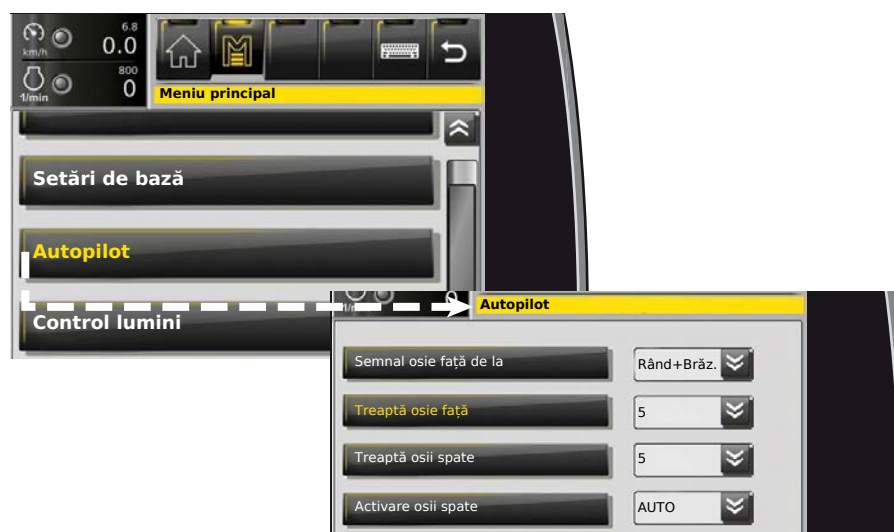 6.8
km/h
0.0
800
1/min
0
Meniu principal
Setări de bază
Autopilot
Control lumini
Autopilot
Semnal osie față de la
Rând+Brăz.
Treaptă osie față
5
Treaptă osii spate
5
Activare osii spate
AUTO